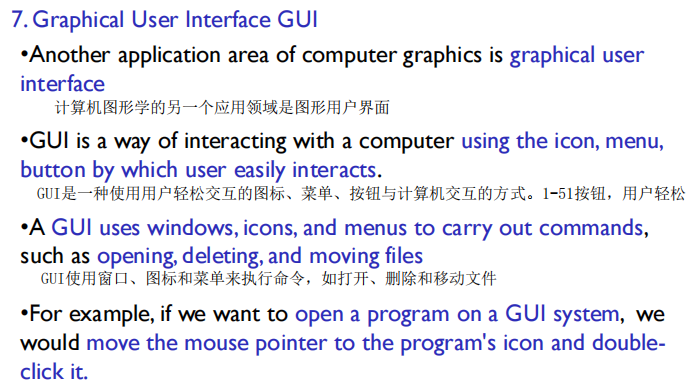 7. Graphical User Interface GUI
•Another application area of computer graphics is graphical user
interface
计算机图形学的另一个应用领域是图形用户界面
•GUI is a way of interacting with a computer using the icon, menu,
button by which user easily interacts.
GUI是一种使用用户轻松交互的图标、菜单、按钮与计算机交互的方式。1-51按钮，用户轻松
•A GUI uses windows, icons, and menus to carry out commands,
such as opening, deleting, and moving files
GUI使用窗口、图标和菜单来执行命令，如打开、删除和移动文件
•For example, if we want to open a program on a GUI system, we
would move the mouse pointer to the program's icon and double-
click it.